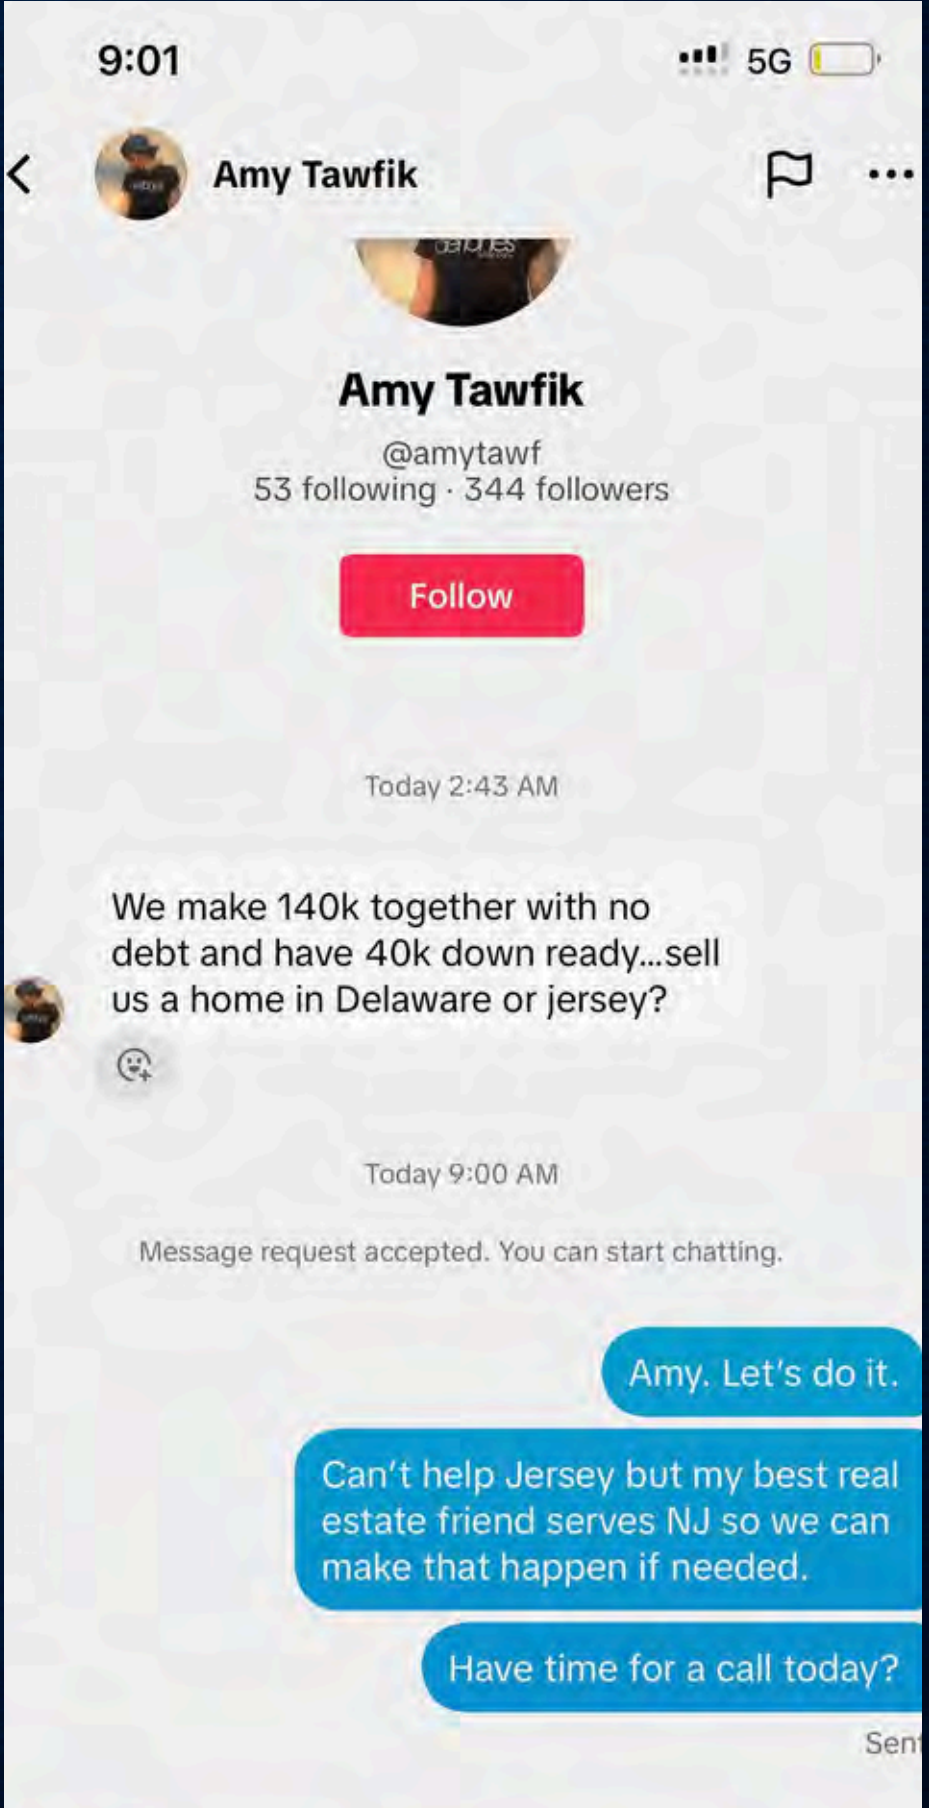 9:01
5G
Amy Tawfik
deftones
Amy Tawfik
@amytawf
53 following · 344 followers
Follow
Today 2:43 AM
We make 140k together with no
debt and have 40k down ready...sell
us a home in Delaware or jersey?
Today 9:00 AM
Message request accepted. You can start chatting.
Amy. Let's do it.
Can't help Jersey but my best real
estate friend serves NJ so we can
make that happen if needed.
Have time for a call today?
Sent